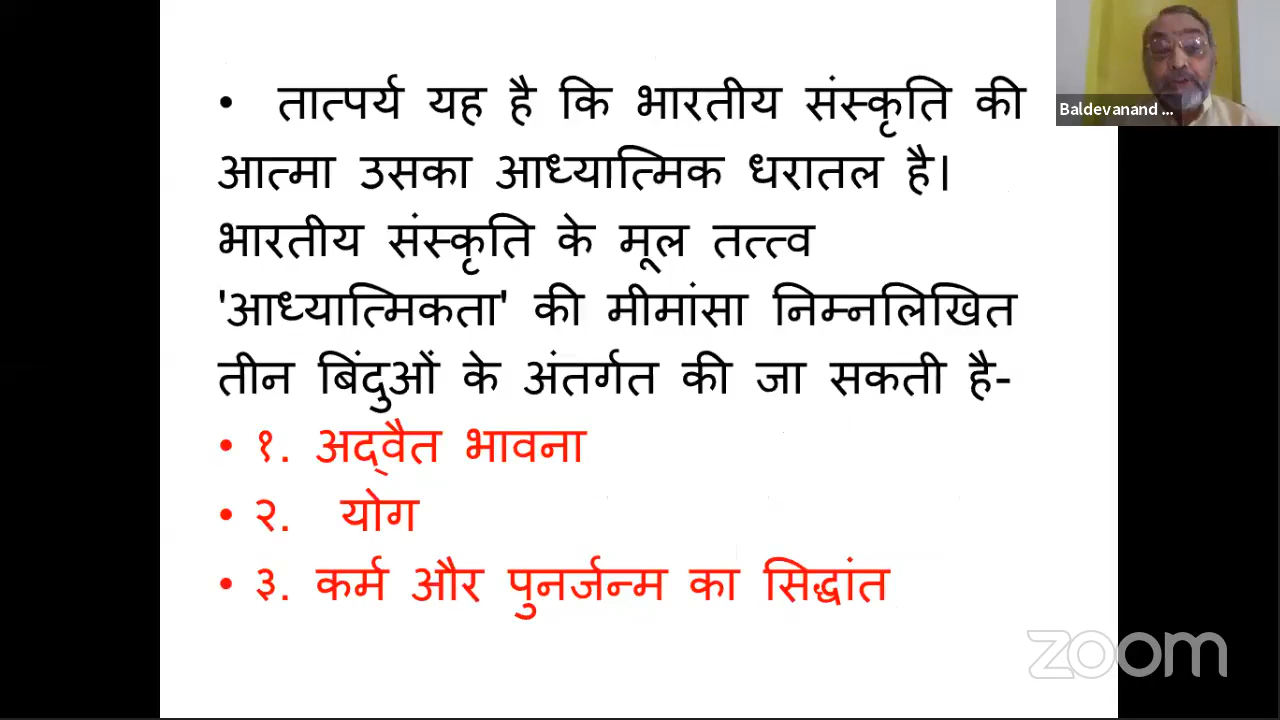 • तात्पर्य यह है कि भारतीय संस्कृति की
आत्मा उसका आध्यात्मिक धरातल है।
भारतीय संस्कृति के मूल तत्त्व
'आध्यात्मिकता' की मीमांसा निम्नलिखित
तीन बिंदुओं के अंतर्गत की जा सकती है-
• १. अद्वैत भावना
• २. योग
• ३. कर्म और पुनर्जन्म का सिद्धांत
Baldevanand ...
zoom